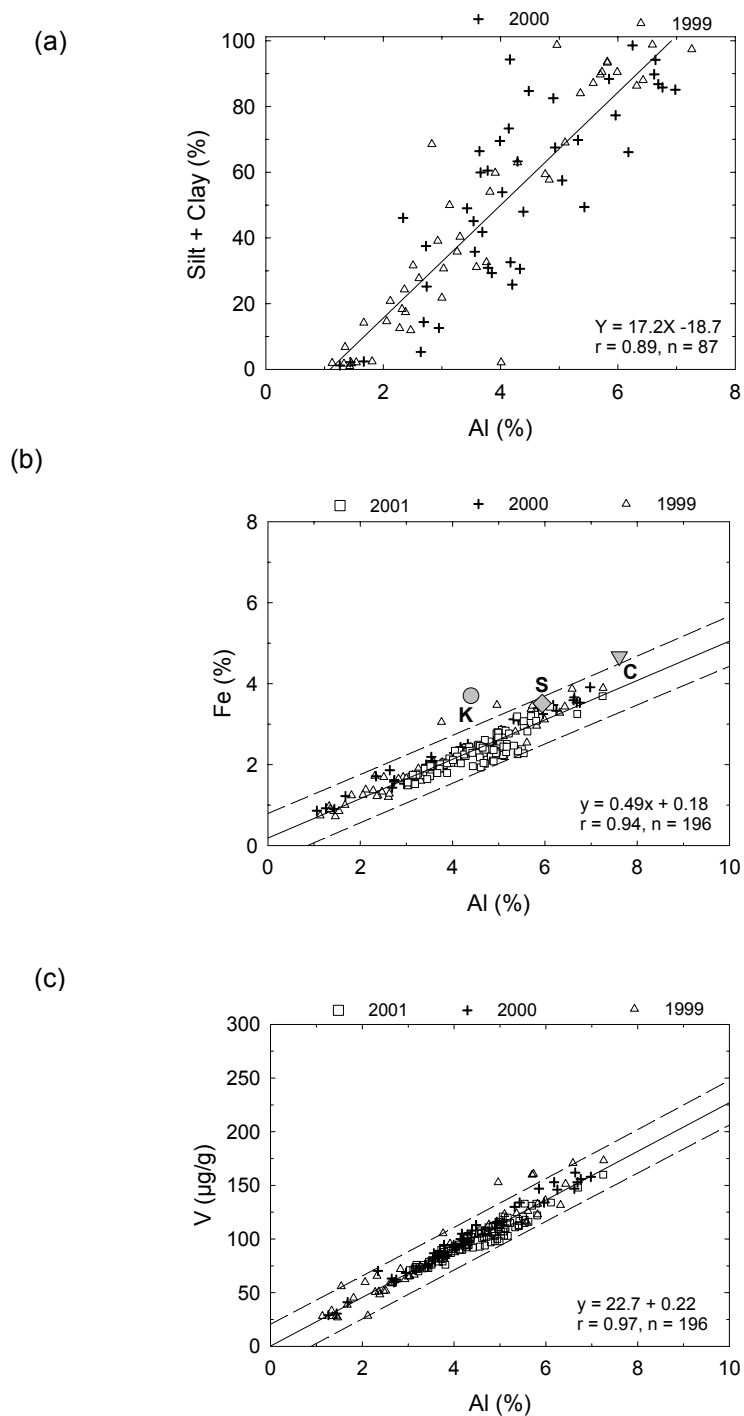 (a)
+ 2000 △ 1999
100
80
60
40
20
0
Silt + Clay (%)
Y = 17.2X -18.7
r = 0.89, n = 87
0 2 4 6 8
Al (%)
(b)
□ 2001 + 2000 △ 1999
8
6
4
2
0
Fe (%)
K
S
C
y = 0.49x + 0.18
r = 0.94, n = 196
0 2 4 6 8 10
Al (%)
(c)
□ 2001 + 2000 △ 1999
300
250
200
150
100
50
0
V (µg/g)
y = 22.7 + 0.22
r = 0.97, n = 196
0 2 4 6 8 10
Al (%)